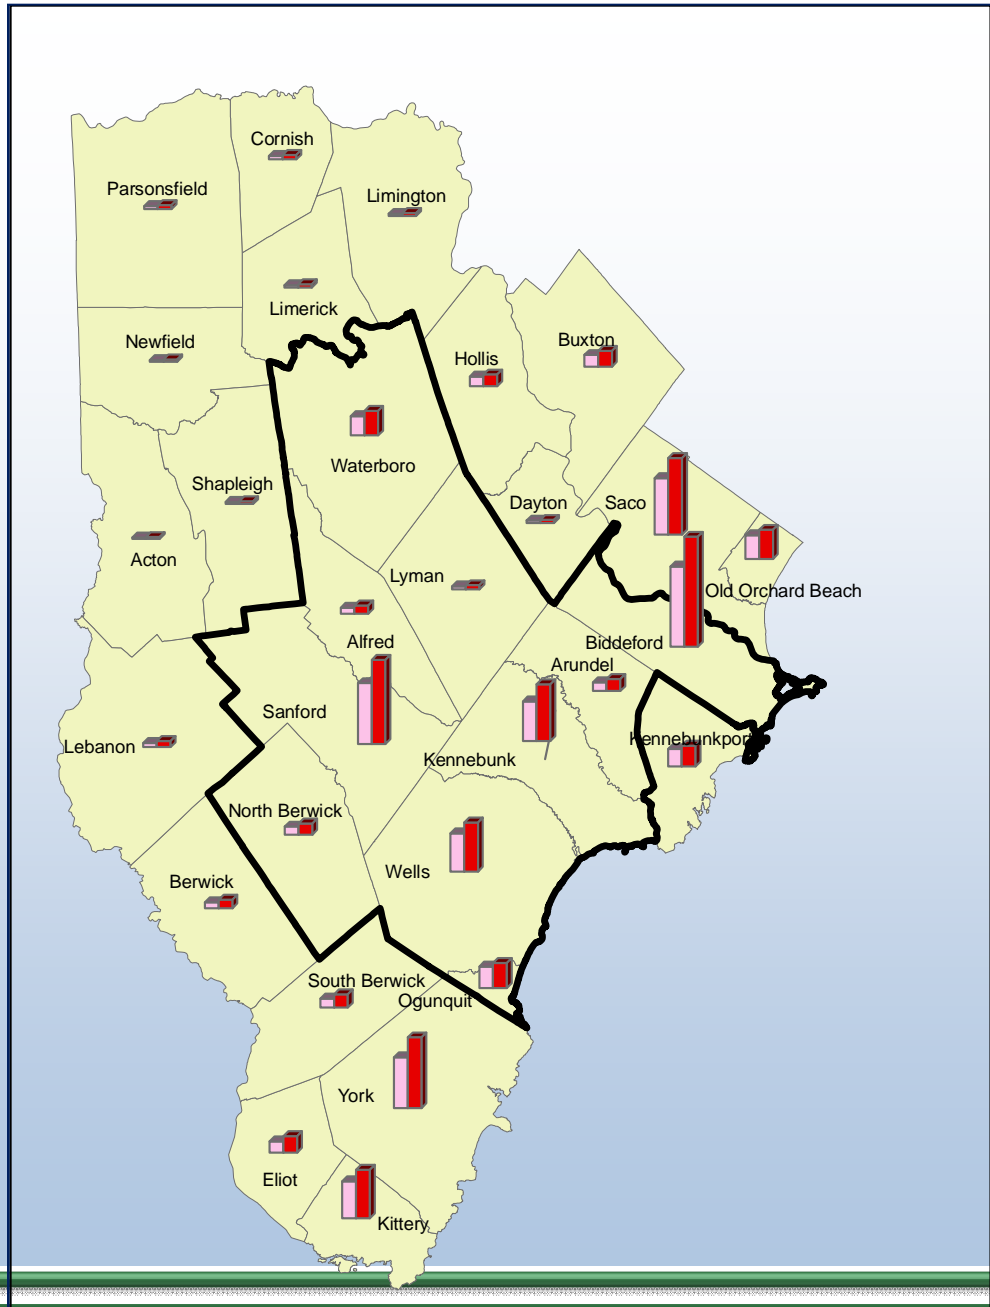 Cornish
Parsonsfield
Limington
Limerick
Newfield
Buxton
Hollis
Waterboro
Shapleigh
Dayton
Saco
Acton
Lyman
Old Orchard Beach
Alfred
Biddeford
Arundel
Sanford
Kennebunkport
Lebanon
Kennebunk
North Berwick
Wells
Berwick
South Berwick
Ogunquit
York
Eliot
Kittery